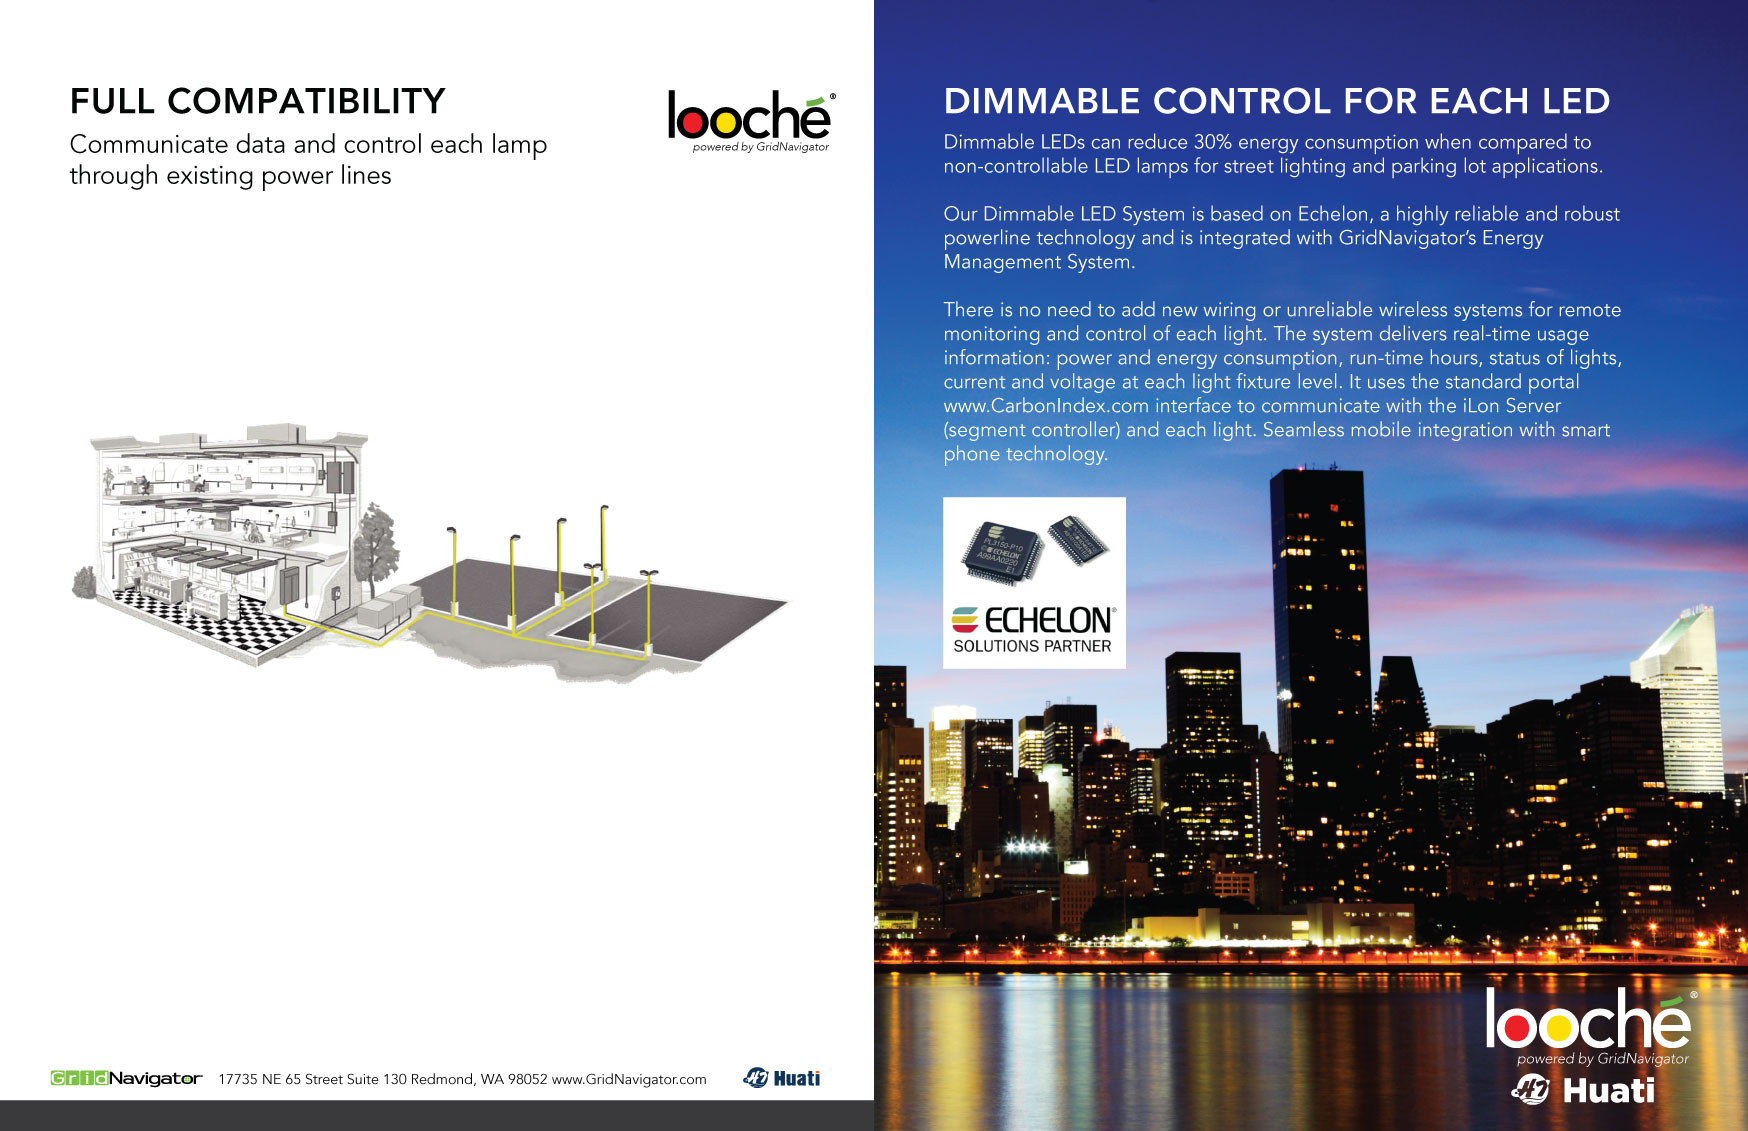 FULL COMPATIBILITY
Communicate data and control each lamp
through existing power lines
looché®
powered by GridNavigator
GridNavigator 17735 NE 65 Street Suite 130 Redmond, WA 98052 www.GridNavigator.com
HT Huati
DIMMABLE CONTROL FOR EACH LED
Dimmable LEDs can reduce 30% energy consumption when compared to
non-controllable LED lamps for street lighting and parking lot applications.
Our Dimmable LED System is based on Echelon, a highly reliable and robust
powerline technology and is integrated with GridNavigator’s Energy
Management System.
There is no need to add new wiring or unreliable wireless systems for remote
monitoring and control of each light. The system delivers real-time usage
information: power and energy consumption, run-time hours, status of lights,
current and voltage at each light fixture level. It uses the standard portal
www.CarbonIndex.com interface to communicate with the iLon Server
(segment controller) and each light. Seamless mobile integration with smart
phone technology.
PL3150-P10
ECHELON
A99AA0220
E1
ECHELON®
SOLUTIONS PARTNER
looché®
powered by GridNavigator
HT Huati